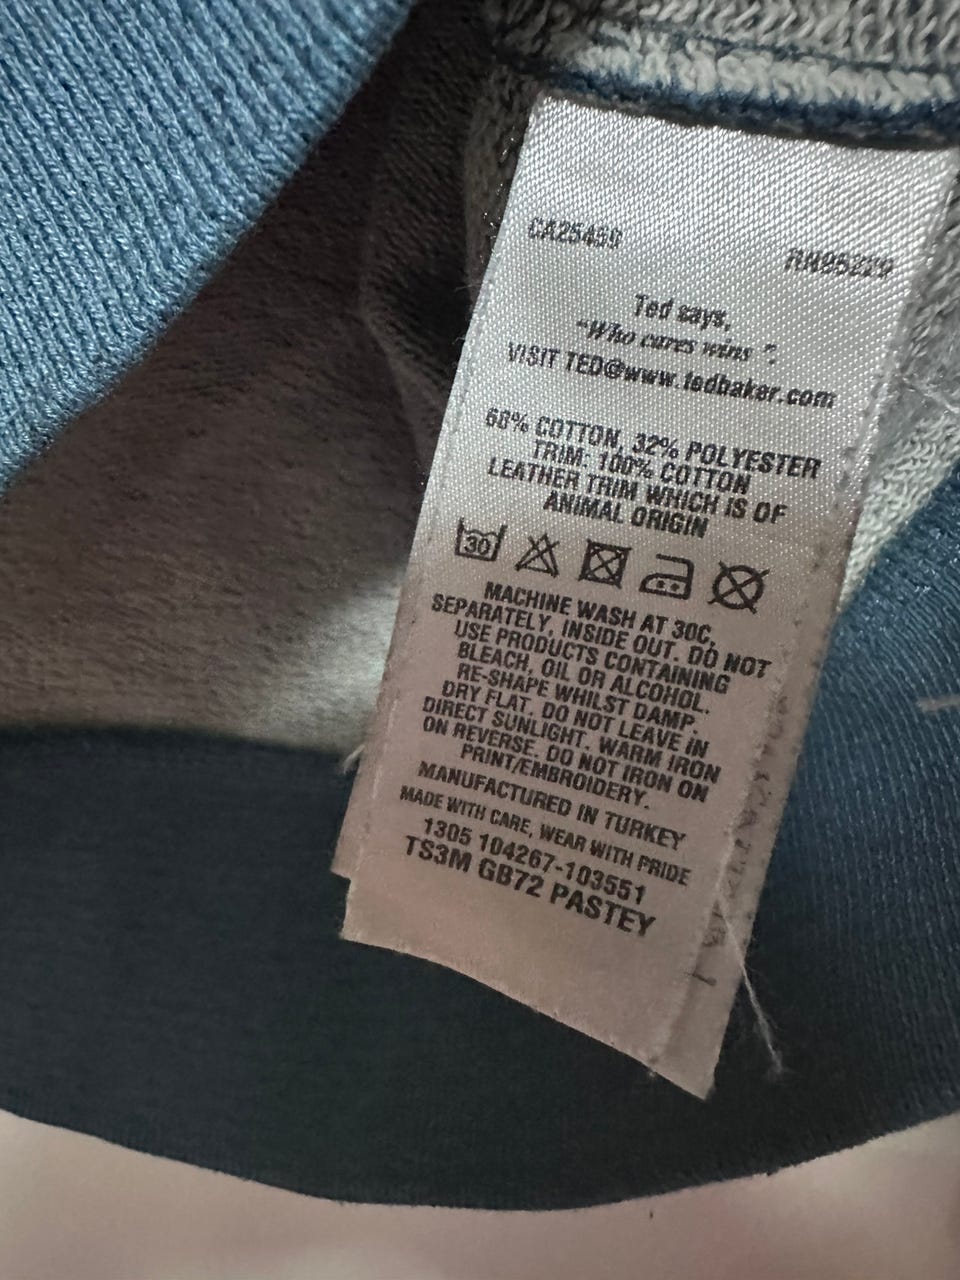 CA25459
RN95229
Ted says,
"Who cares wins ".
VISIT TED@www.tedbaker.com
68% COTTON, 32% POLYESTER
TRIM: 100% COTTON
LEATHER TRIM WHICH IS OF
ANIMAL ORIGIN
30
MACHINE WASH AT 30C,
SEPARATELY, INSIDE OUT. DO NOT
USE PRODUCTS CONTAINING
BLEACH, OIL OR ALCOHOL.
RE-SHAPE WHILST DAMP.
DRY FLAT. DO NOT LEAVE IN
DIRECT SUNLIGHT. WARM IRON
ON REVERSE. DO NOT IRON ON
PRINT/EMBROIDERY.
MANUFACTURED IN TURKEY
MADE WITH CARE, WEAR WITH PRIDE
1305 104267-103551
TS3M GB72 PASTEY